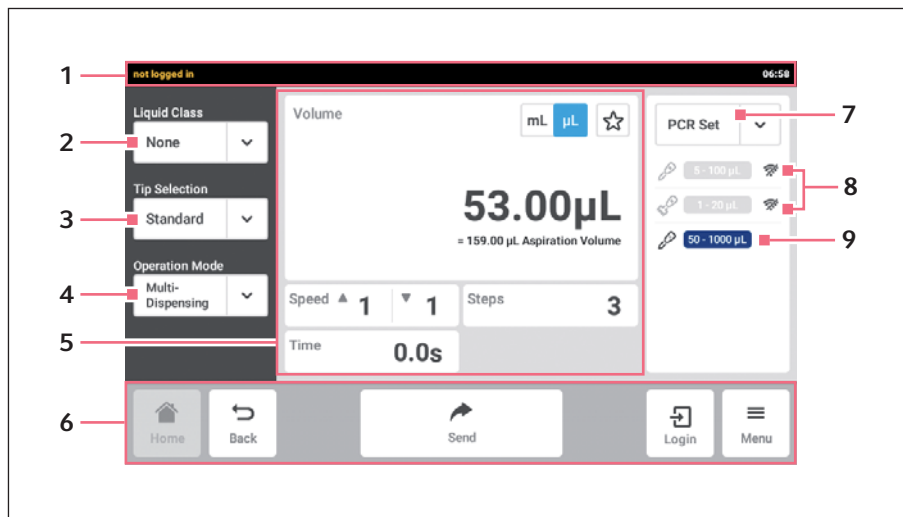 1
not logged in
06:58
Liquid Class
2
None
Tip Selection
3
Standard
Operation Mode
4
Multi-
Dispensing
5
Volume
mL
µL
53.00µL
= 159.00 µL Aspiration Volume
Speed ▲ 1 ▼ 1
Steps 3
Time 0.0s
PCR Set
7
5 - 100 µL
8
1 - 20 µL
50 - 1000 µL
9
6
Home
Back
Send
Login
Menu